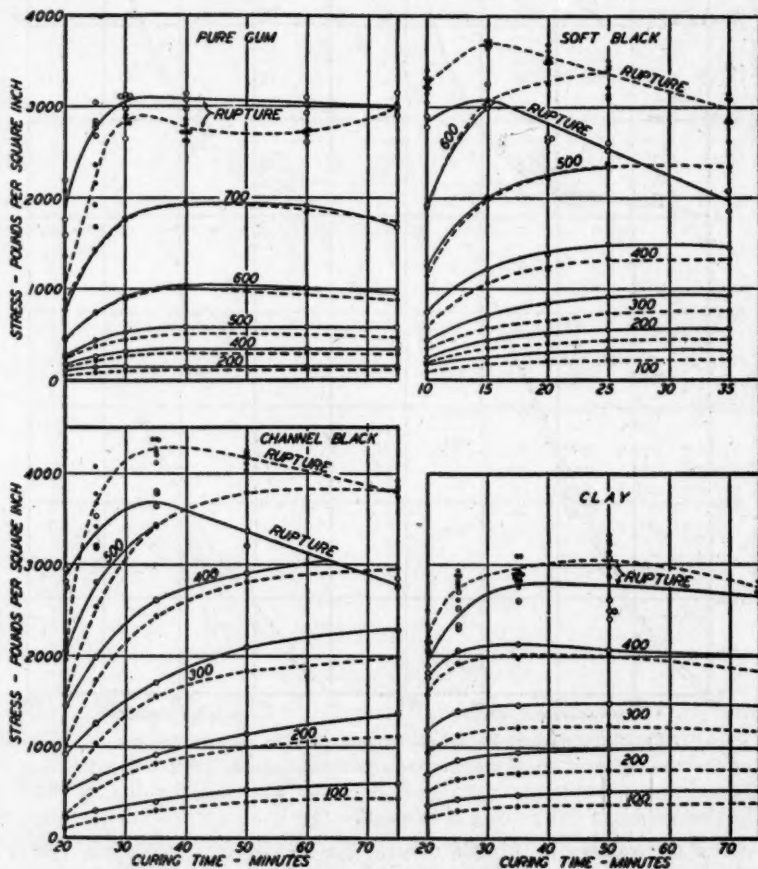 PURE GUM
SOFT BLACK
4000
3000
2000
1000
0
STRESS - POUNDS PER SQUARE INCH
RUPTURE
700
600
500
400
200
RUPTURE
RUPTURE
600
500
400
300
200
100
10 15 20 25 30 35
CHANNEL BLACK
CLAY
4000
3000
2000
1000
0
STRESS - POUNDS PER SQUARE INCH
RUPTURE
RUPTURE
500
400
300
200
100
RUPTURE
400
300
200
100
20 30 40 50 60 70
20 30 40 50 60 70
CURING TIME - MINUTES
CURING TIME - MINUTES